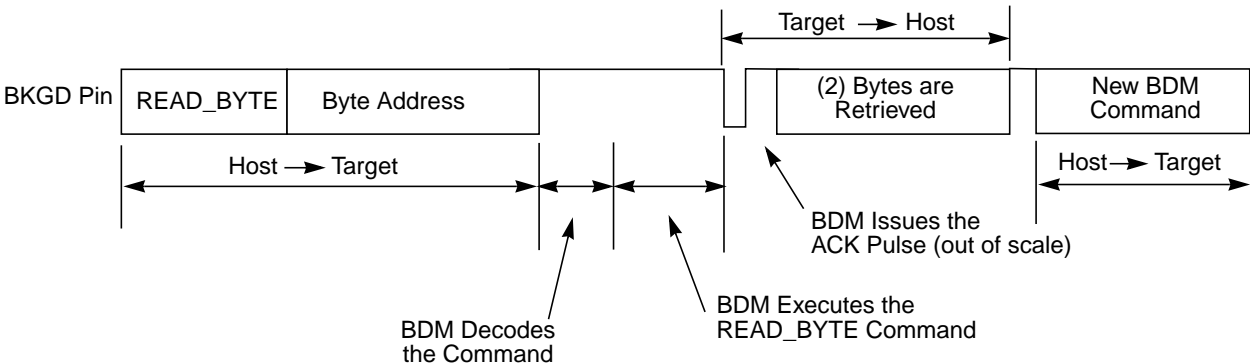 Target → Host
BKGD Pin
READ_BYTE
Byte Address
(2) Bytes are
Retrieved
New BDM
Command
Host → Target
Host → Target
BDM Issues the
ACK Pulse (out of scale)
BDM Decodes
the Command
BDM Executes the
READ_BYTE Command